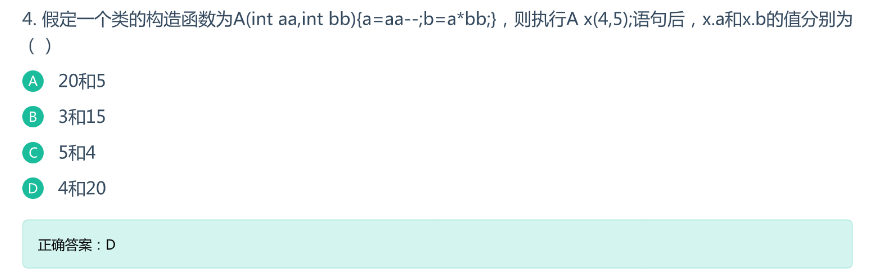 4. 假定一个类的构造函数为A(int aa,int bb){a=aa--;b=a*bb;}，则执行A x(4,5);语句后，x.a和x.b的值分别为
（ ）
A 20和5
B 3和15
C 5和4
D 4和20
正确答案：D